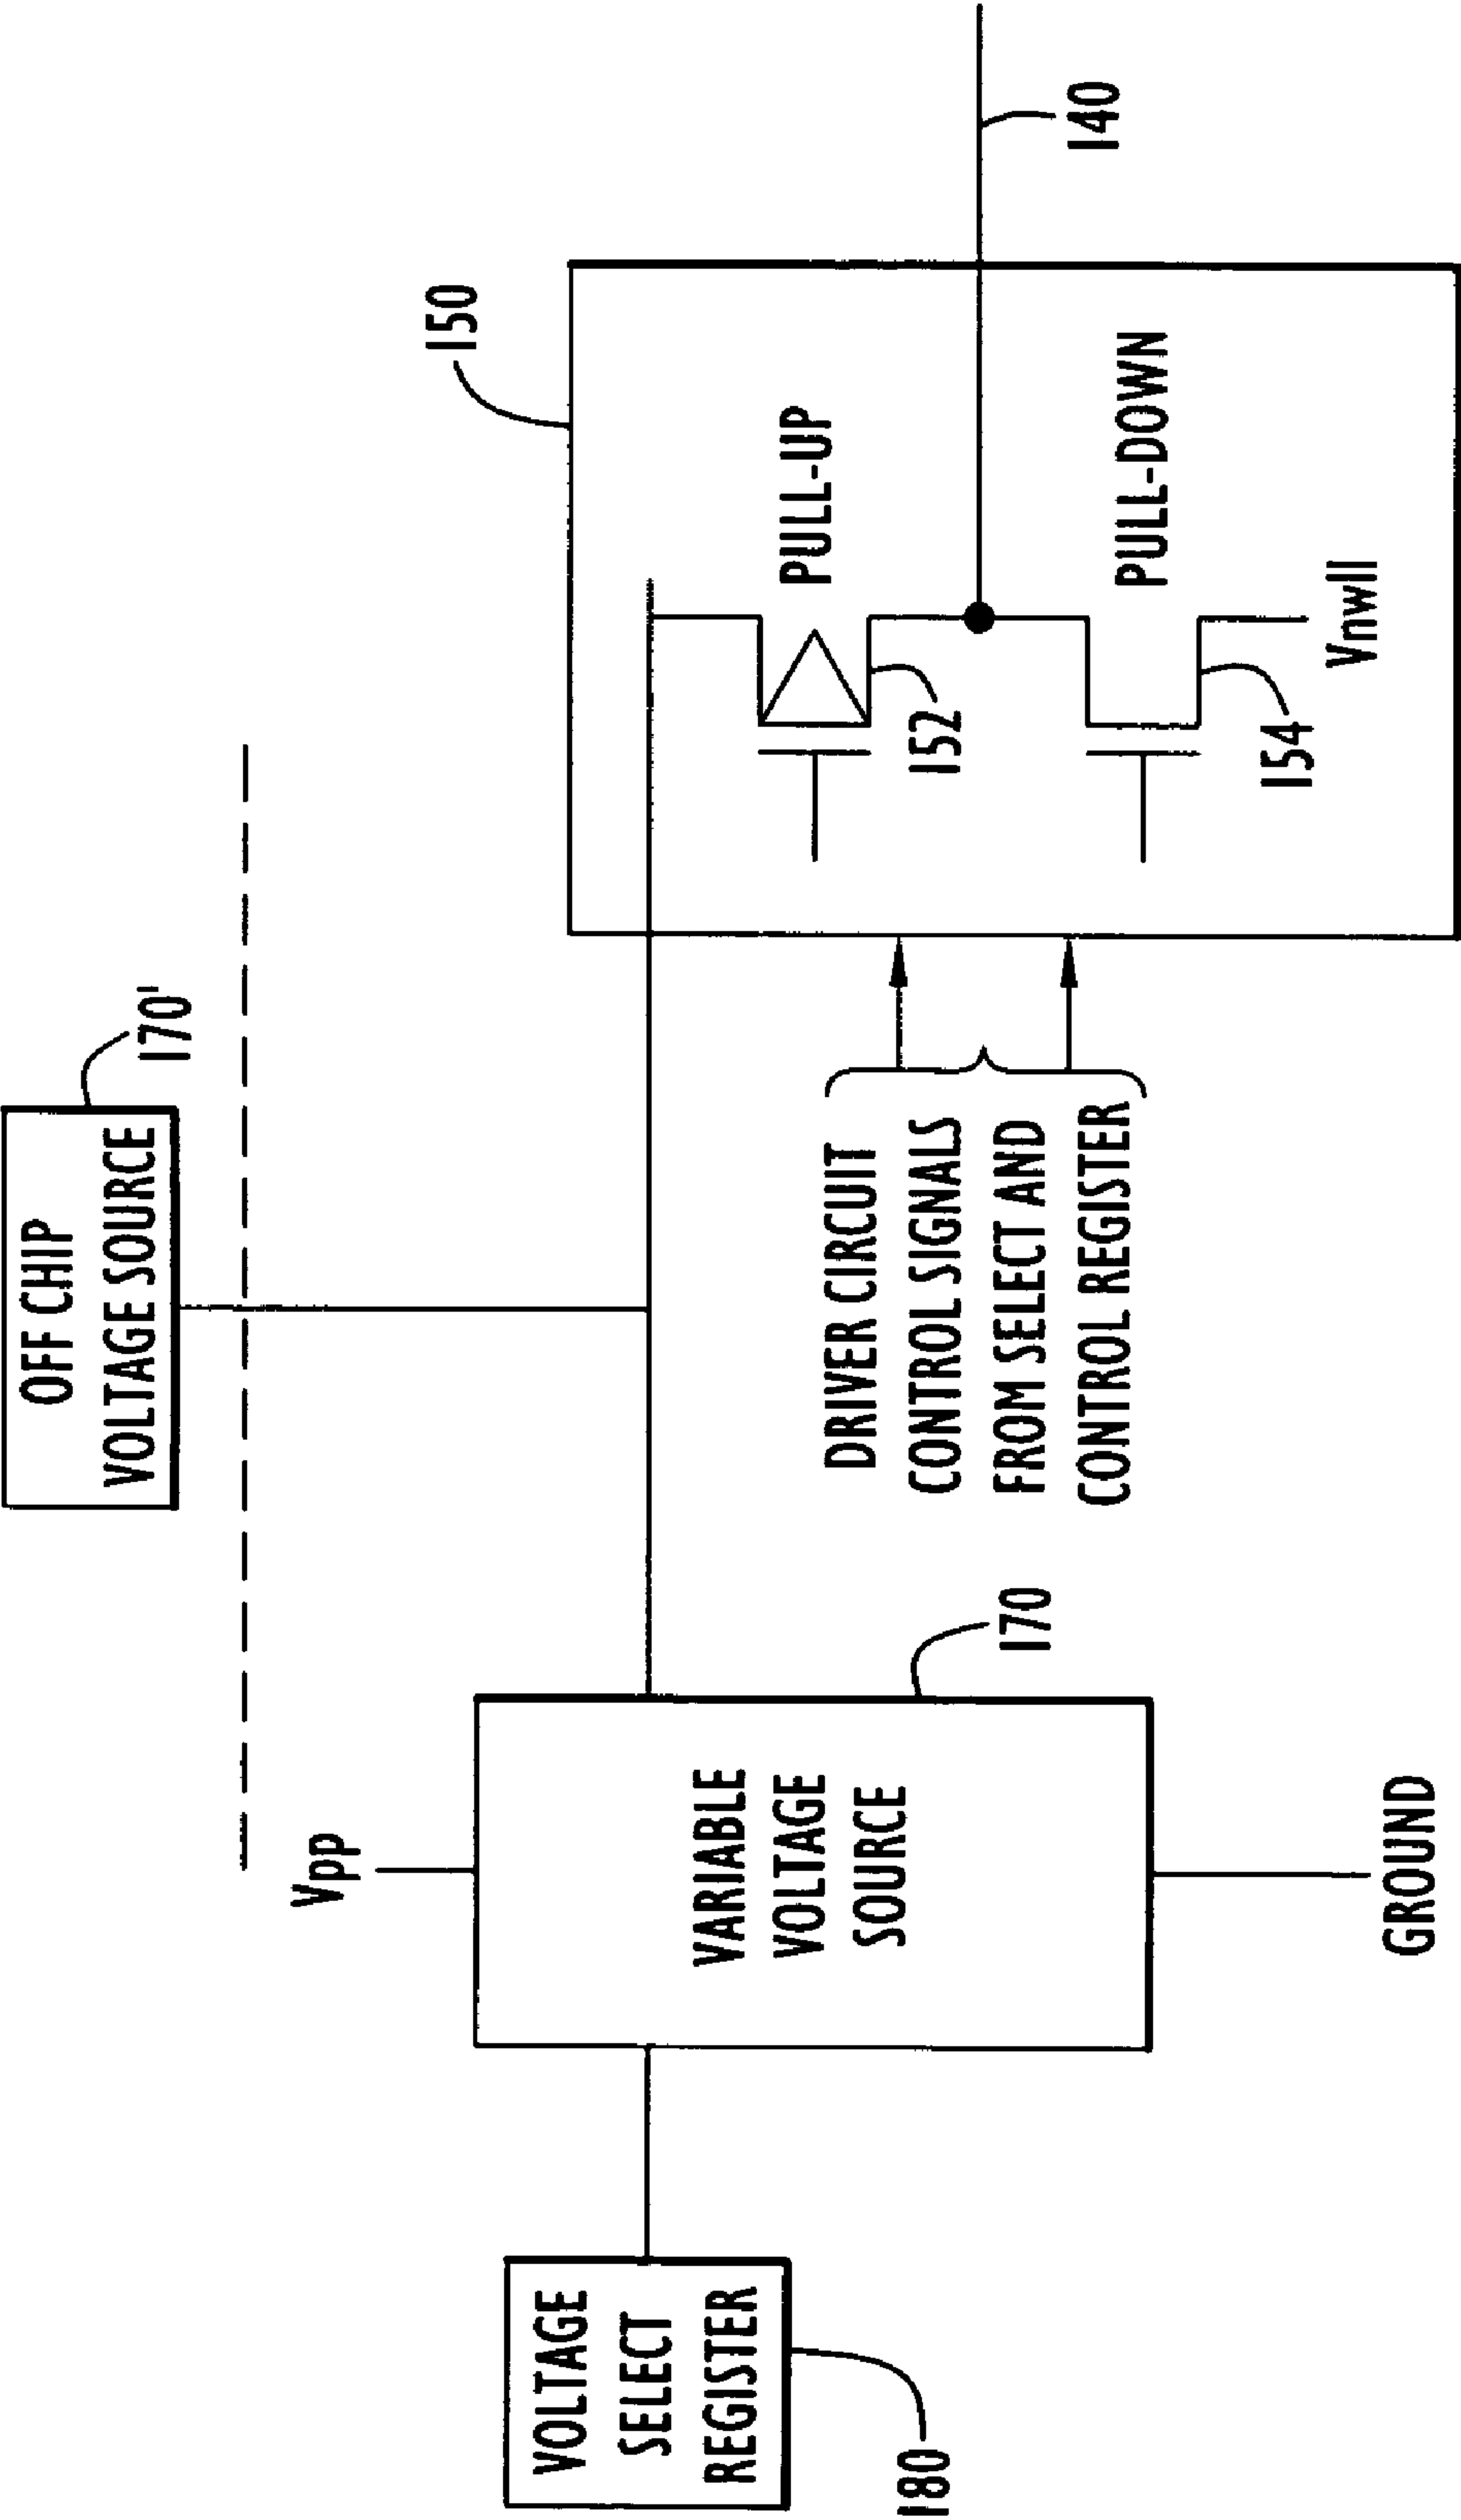 OFF CHIP
VOLTAGE SOURCE
170'
Vpp
VOLTAGE
SELECT
REGISTER
180
VARIABLE
VOLTAGE
SOURCE
170
GROUND
DRIVER CIRCUIT
CONTROL SIGNALS
FROM SELECT AND
CONTROL REGISTER
150
PULL-UP
152
PULL-DOWN
154
Vnwll
140